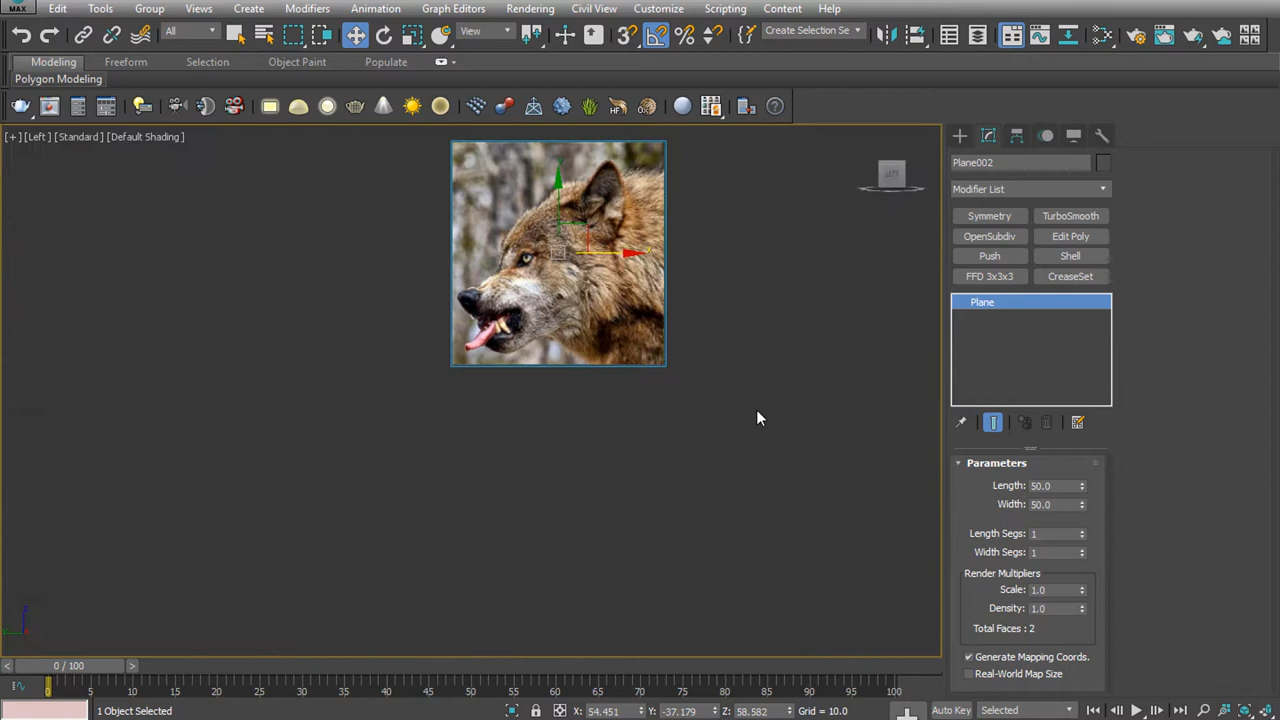 MAX Edit Tools Group Views Create Modifiers Animation Graph Editors Rendering Civil View Customize Scripting Content Help
All View 3 Create Selection Se
Modeling Freeform Selection Object Paint Populate
Polygon Modeling
[+] [Left] [Standard] [Default Shading]
LEFT
Plane002
Modifier List
Symmetry TurboSmooth
OpenSubdiv Edit Poly
Push Shell
FFD 3x3x3 CreaseSet
Plane
Parameters
Length: 50.0
Width: 50.0
Length Segs: 1
Width Segs: 1
Render Multipliers
Scale: 1.0
Density: 1.0
Total Faces : 2
Generate Mapping Coords.
Real-World Map Size
< 0 / 100 >
0 5 10 15 20 25 30 35 40 45 50 55 60 65 70 75 80 85 90 95 100
1 Object Selected X: 54.451 Y: -37.179 Z: 58.582 Grid = 10.0 Auto Key Selected